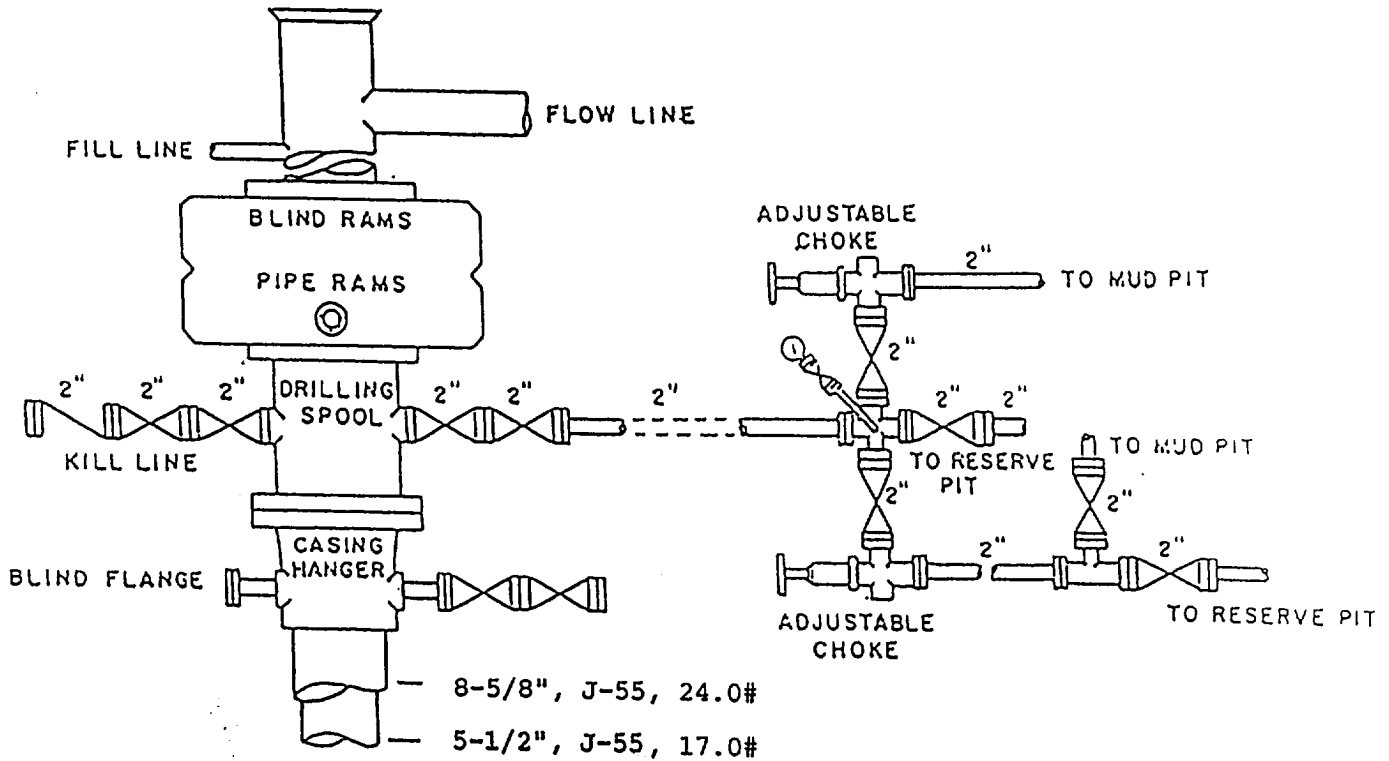 FLOW LINE
FILL LINE
BLIND RAMS
PIPE RAMS
ADJUSTABLE
CHOKE
2"
TO MUD PIT
2"
2"
2"
2"
DRILLING
SPOOL
2"
2"
2"
2"
2"
KILL LINE
TO RESERVE
PIT
TO MUD PIT
2"
2"
CASING
HANGER
BLIND FLANGE
2"
2"
TO RESERVE PIT
ADJUSTABLE
CHOKE
8-5/8", J-55, 24.0#
5-1/2", J-55, 17.0#